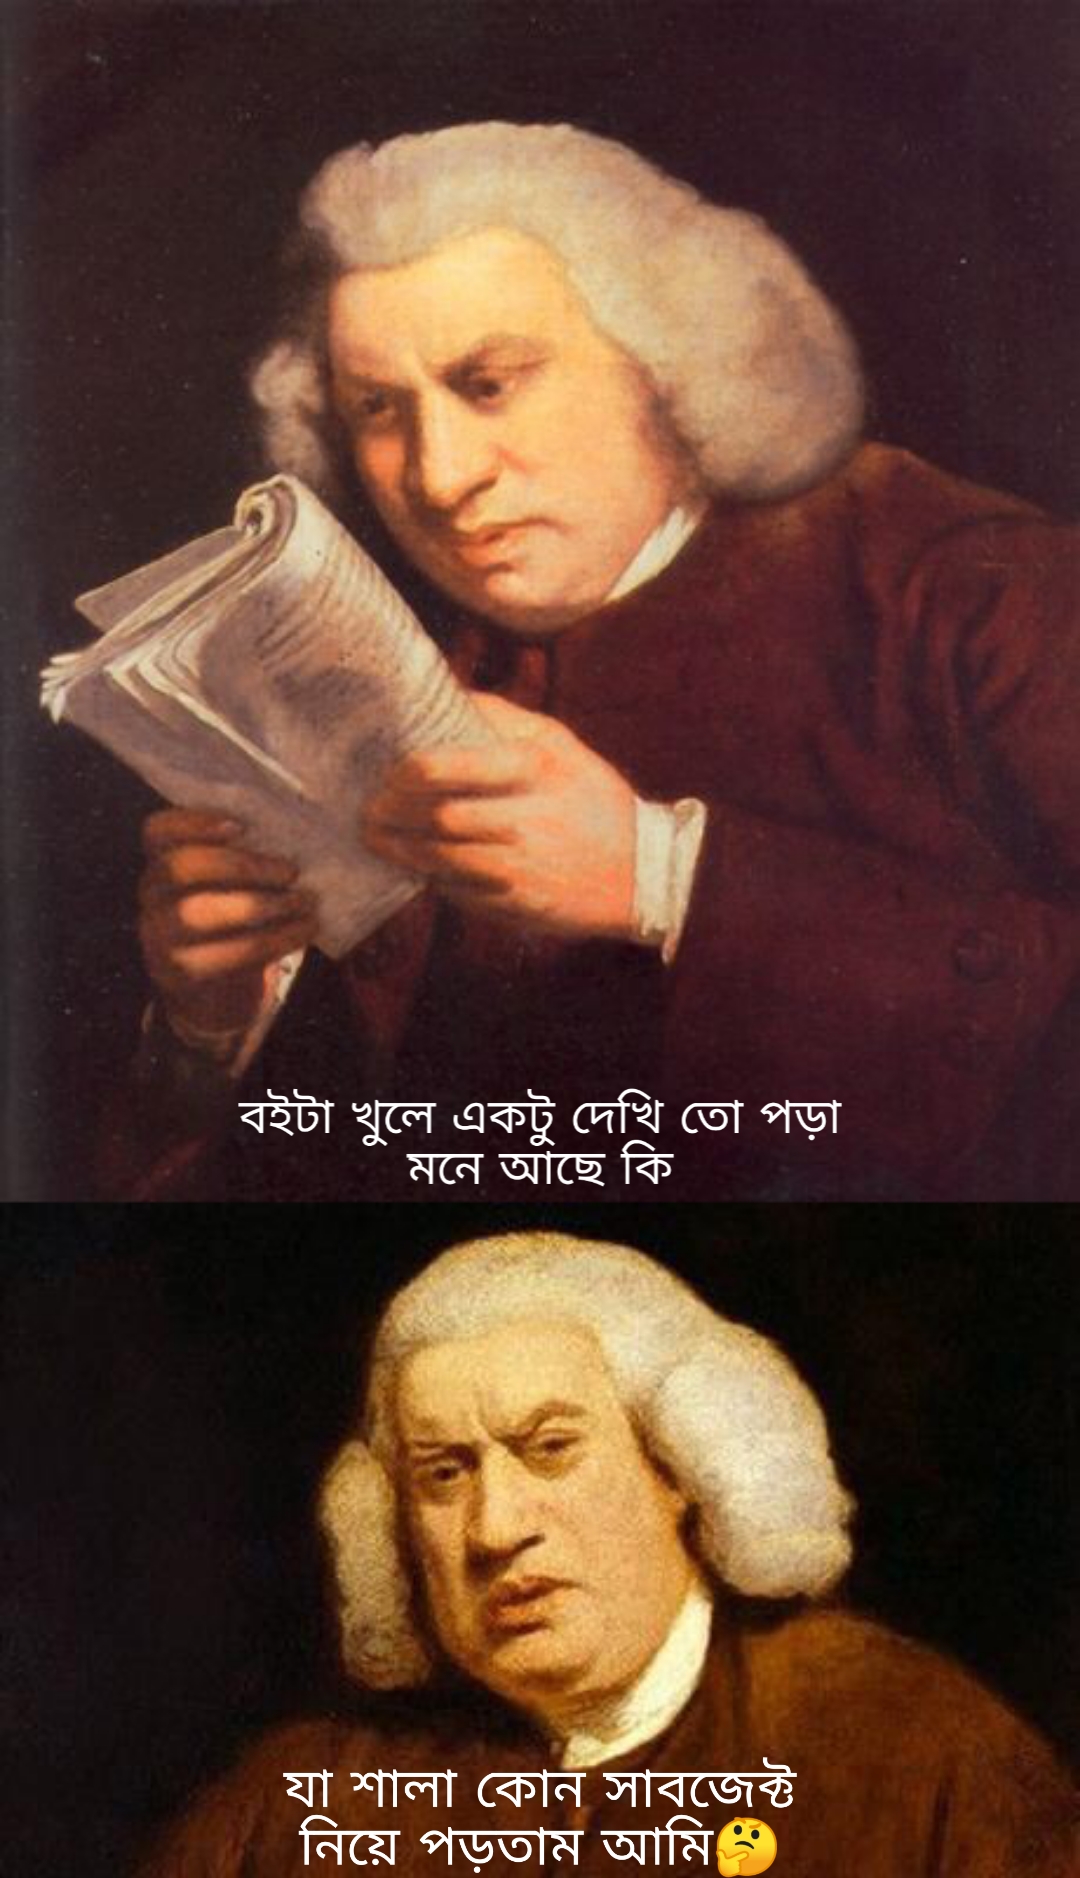 বইটা খুলে একটু দেখি তো পড়া
মনে আছে কি
যা শালা কোন সাবজেক্ট
নিয়ে পড়তাম আমি🤔